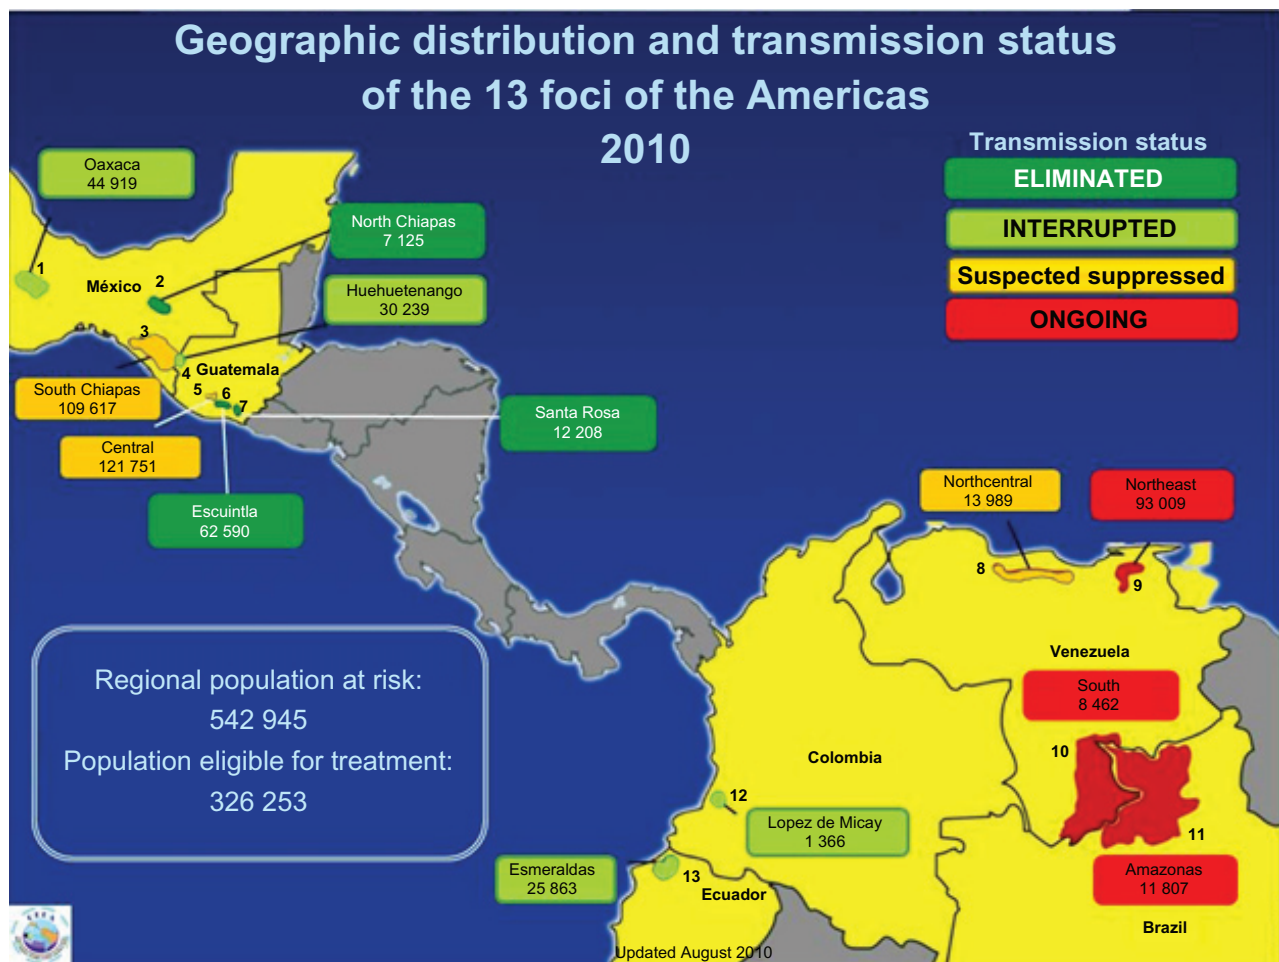 Geographic distribution and transmission status
of the 13 foci of the Americas
2010
Transmission status
ELIMINATED
INTERRUPTED
Suspected suppressed
ONGOING
Oaxaca
44 919
North Chiapas
7 125
Huehuetenango
30 239
1
México
2
3
4
Guatemala
5
6
7
South Chiapas
109 617
Central
121 751
Escuintla
62 590
Santa Rosa
12 208
Northcentral
13 989
Northeast
93 009
8
9
Venezuela
South
8 462
10
11
Amazonas
11 807
Brazil
Colombia
12
Lopez de Micay
1 366
Esmeraldas
25 863
13
Ecuador
Regional population at risk:
542 945
Population eligible for treatment:
326 253
Updated August 2010